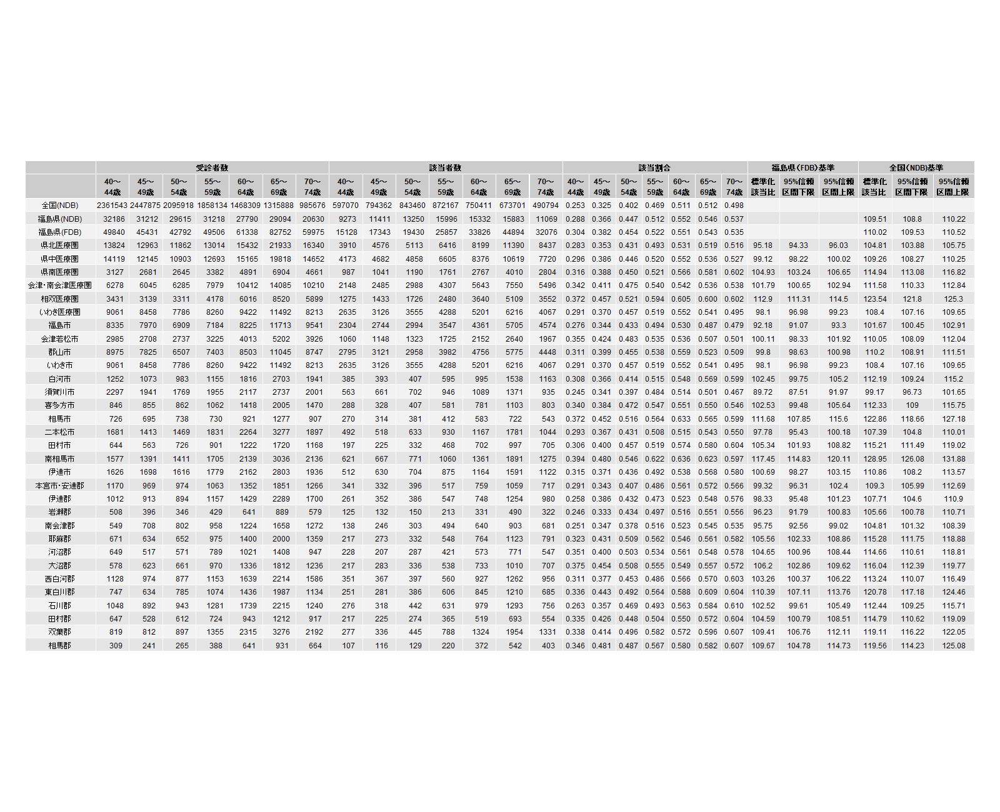 受診者数 該当者数 該当割合 福島県(FDB)基準 全国(NDB)基準
40～ 45～ 50～ 55～ 60～ 65～ 70～ 40～ 45～ 50～ 55～ 60～ 65～ 70～ 40～ 45～ 50～ 55～ 60～ 65～ 70～ 標準化 95%信頼 95%信頼 標準化 95%信頼 95%信頼
44歳 49歳 54歳 59歳 64歳 69歳 74歳 44歳 49歳 54歳 59歳 64歳 69歳 74歳 44歳 49歳 54歳 59歳 64歳 69歳 74歳 該当比 区間下限 区間上限 該当比 区間下限 区間上限
全国(NDB) 2361543 2447875 2095918 1858134 1468309 1315888 985676 597070 794362 843460 872167 750411 673701 490794 0.253 0.325 0.402 0.469 0.511 0.512 0.498
福島県(NDB) 32186 31212 29615 31218 27790 29094 20630 9273 11411 13250 15996 15332 15883 11069 0.288 0.366 0.447 0.512 0.552 0.546 0.537 109.51 108.8 110.22
福島県(FDB) 49840 45431 42792 49506 61338 82752 59975 15128 17343 19430 25857 33826 44894 32076 0.304 0.382 0.454 0.522 0.551 0.543 0.535 110.02 109.53 110.52
県北医療圏 13824 12963 11862 13014 15432 21933 16340 3910 4576 5113 6416 8199 11390 8437 0.283 0.353 0.431 0.493 0.531 0.519 0.516 95.18 94.33 96.03 104.81 103.88 105.75
県中医療圏 14119 12145 10903 12693 15165 19818 14652 4173 4682 4858 6605 8376 10619 7720 0.296 0.386 0.446 0.520 0.552 0.536 0.527 99.12 98.22 100.02 109.26 108.27 110.25
県南医療圏 3127 2681 2645 3382 4891 6904 4661 987 1041 1190 1761 2767 4010 2804 0.316 0.388 0.450 0.521 0.566 0.581 0.602 104.93 103.24 106.65 114.94 113.08 116.82
会津・南会津医療圏 6278 6045 6285 7979 10412 14085 10210 2148 2485 2988 4307 5643 7550 5496 0.342 0.411 0.475 0.540 0.542 0.536 0.538 101.79 100.65 102.94 111.58 110.33 112.84
相双医療圏 3431 3139 3311 4178 6016 8520 5899 1275 1433 1726 2480 3640 5109 3552 0.372 0.457 0.521 0.594 0.605 0.600 0.602 112.9 111.31 114.5 123.54 121.8 125.3
いわき医療圏 9061 8458 7786 8260 9422 11492 8213 2635 3126 3555 4288 5201 6216 4067 0.291 0.370 0.457 0.519 0.552 0.541 0.495 98.1 96.98 99.23 108.4 107.16 109.65
福島市 8335 7970 6909 7184 8225 11713 9541 2304 2744 2994 3547 4361 5705 4574 0.276 0.344 0.433 0.494 0.530 0.487 0.479 92.18 91.07 93.3 101.67 100.45 102.91
会津若松市 2985 2708 2737 3225 4013 5202 3926 1060 1148 1323 1725 2152 2640 1967 0.355 0.424 0.483 0.535 0.536 0.507 0.501 100.11 98.33 101.92 110.05 108.09 112.04
郡山市 8975 7825 6507 7403 8503 11045 8747 2795 3121 2958 3982 4756 5775 4448 0.311 0.399 0.455 0.538 0.559 0.523 0.509 99.8 98.63 100.98 110.2 108.91 111.51
いわき市 9061 8458 7786 8260 9422 11492 8213 2635 3126 3555 4288 5201 6216 4067 0.291 0.370 0.457 0.519 0.552 0.541 0.495 98.1 96.98 99.23 108.4 107.16 109.65
白河市 1252 1073 983 1155 1816 2703 1941 385 393 407 595 995 1538 1163 0.308 0.366 0.414 0.515 0.548 0.569 0.599 102.45 99.75 105.2 112.19 109.24 115.2
須賀川市 2297 1941 1769 1955 2117 2737 2001 563 661 702 946 1089 1371 935 0.245 0.341 0.397 0.484 0.514 0.501 0.467 89.72 87.51 91.97 99.17 96.73 101.65
喜多方市 846 855 862 1062 1418 2005 1470 288 328 407 581 781 1103 803 0.340 0.384 0.472 0.547 0.551 0.550 0.546 102.53 99.48 105.64 112.33 109 115.75
相馬市 726 695 738 730 921 1277 907 270 314 381 412 583 722 543 0.372 0.452 0.516 0.564 0.633 0.565 0.599 111.68 107.85 115.6 122.86 118.66 127.18
二本松市 1681 1413 1469 1831 2264 3277 1897 492 518 633 930 1167 1781 1044 0.293 0.367 0.431 0.508 0.515 0.543 0.550 97.78 95.43 100.18 107.39 104.8 110.01
田村市 644 563 726 901 1222 1720 1168 197 225 332 468 702 997 705 0.306 0.400 0.457 0.519 0.574 0.580 0.604 105.34 101.93 108.82 115.21 111.49 119.02
南相馬市 1577 1391 1411 1705 2139 3036 2136 621 667 771 1060 1361 1891 1275 0.394 0.480 0.546 0.622 0.636 0.623 0.597 117.45 114.83 120.11 128.95 126.08 131.88
伊達市 1626 1698 1616 1779 2162 2803 1936 512 630 704 875 1164 1591 1122 0.315 0.371 0.436 0.492 0.538 0.568 0.580 100.69 98.27 103.15 110.86 108.2 113.57
本宮市・安達郡 1170 969 974 1063 1352 1851 1266 341 332 396 517 759 1059 717 0.291 0.343 0.407 0.486 0.561 0.572 0.566 99.32 96.31 102.4 109.3 105.99 112.69
伊達郡 1012 913 894 1157 1429 2289 1700 261 352 386 547 748 1254 980 0.258 0.386 0.432 0.473 0.523 0.548 0.576 98.33 95.48 101.23 107.71 104.6 110.9
岩瀬郡 508 396 346 429 641 889 579 125 132 150 213 331 490 322 0.246 0.333 0.434 0.497 0.516 0.551 0.556 96.23 91.79 100.83 105.66 100.78 110.71
南会津郡 549 708 802 958 1224 1658 1272 138 246 303 494 640 903 681 0.251 0.347 0.378 0.516 0.523 0.545 0.535 95.75 92.56 99.02 104.81 101.32 108.39
耶麻郡 671 634 652 975 1400 2000 1359 217 273 332 548 764 1123 791 0.323 0.431 0.509 0.562 0.546 0.561 0.582 105.56 102.33 108.86 115.28 111.75 118.88
河沼郡 649 517 571 789 1021 1408 947 228 207 287 421 573 771 547 0.351 0.400 0.503 0.534 0.561 0.548 0.578 104.65 100.96 108.44 114.66 110.61 118.81
大沼郡 578 623 661 970 1336 1812 1236 217 283 336 538 733 1010 707 0.375 0.454 0.508 0.555 0.549 0.557 0.572 106.2 102.86 109.62 116.04 112.39 119.77
西白河郡 1128 974 877 1153 1639 2214 1586 351 367 397 560 927 1262 956 0.311 0.377 0.453 0.486 0.566 0.570 0.603 103.26 100.37 106.22 113.24 110.07 116.49
東白川郡 747 634 785 1074 1436 1987 1134 251 281 386 606 845 1210 685 0.336 0.443 0.492 0.564 0.588 0.609 0.604 110.39 107.11 113.76 120.78 117.18 124.46
石川郡 1048 892 943 1281 1739 2215 1240 276 318 442 631 979 1293 756 0.263 0.357 0.469 0.493 0.563 0.584 0.610 102.52 99.61 105.49 112.44 109.25 115.71
田村郡 647 528 612 724 943 1212 917 217 225 274 365 519 693 554 0.335 0.426 0.448 0.504 0.550 0.572 0.604 104.59 100.79 108.51 114.79 110.62 119.09
双葉郡 819 812 897 1355 2315 3276 2192 277 336 445 788 1324 1954 1331 0.338 0.414 0.496 0.582 0.572 0.596 0.607 109.41 106.76 112.11 119.11 116.22 122.05
相馬郡 309 241 265 388 641 931 664 107 116 129 220 372 542 403 0.346 0.481 0.487 0.567 0.580 0.582 0.607 109.67 104.78 114.73 119.56 114.23 125.08